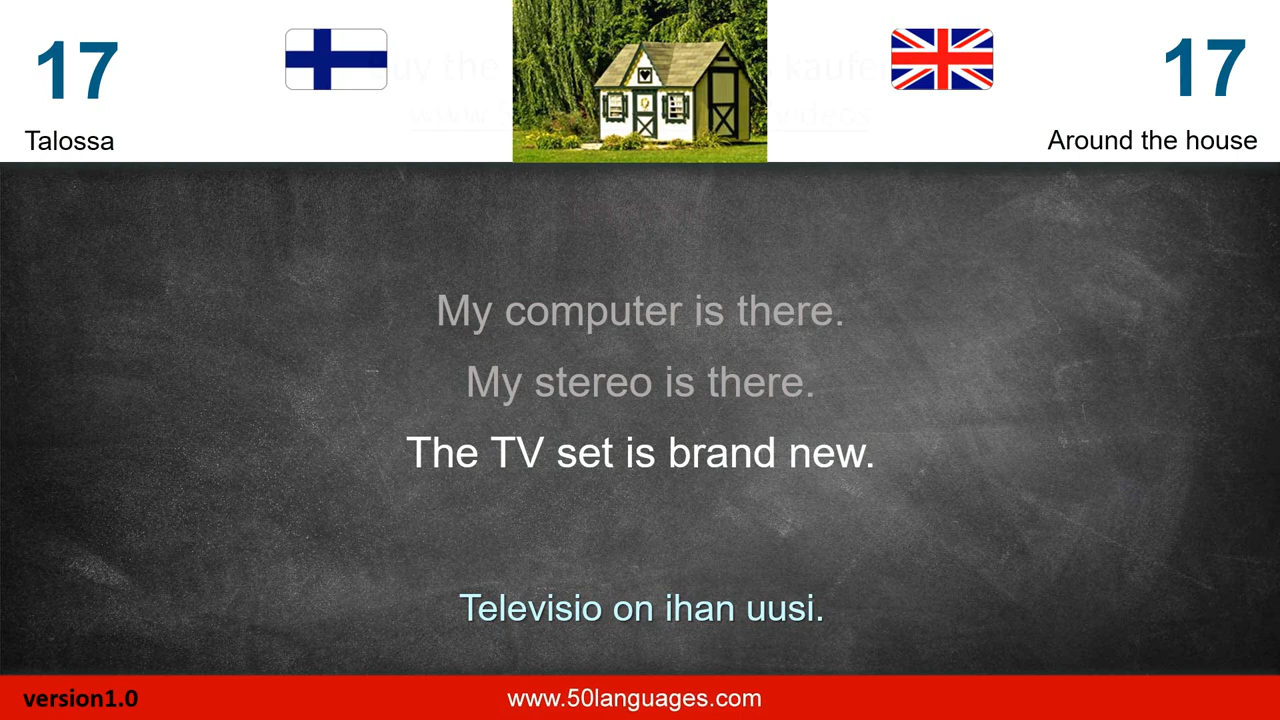 17
17
Talossa
Around the house
My computer is there.
My stereo is there.
The TV set is brand new.
Televisio on ihan uusi.
version1.0
www.50languages.com